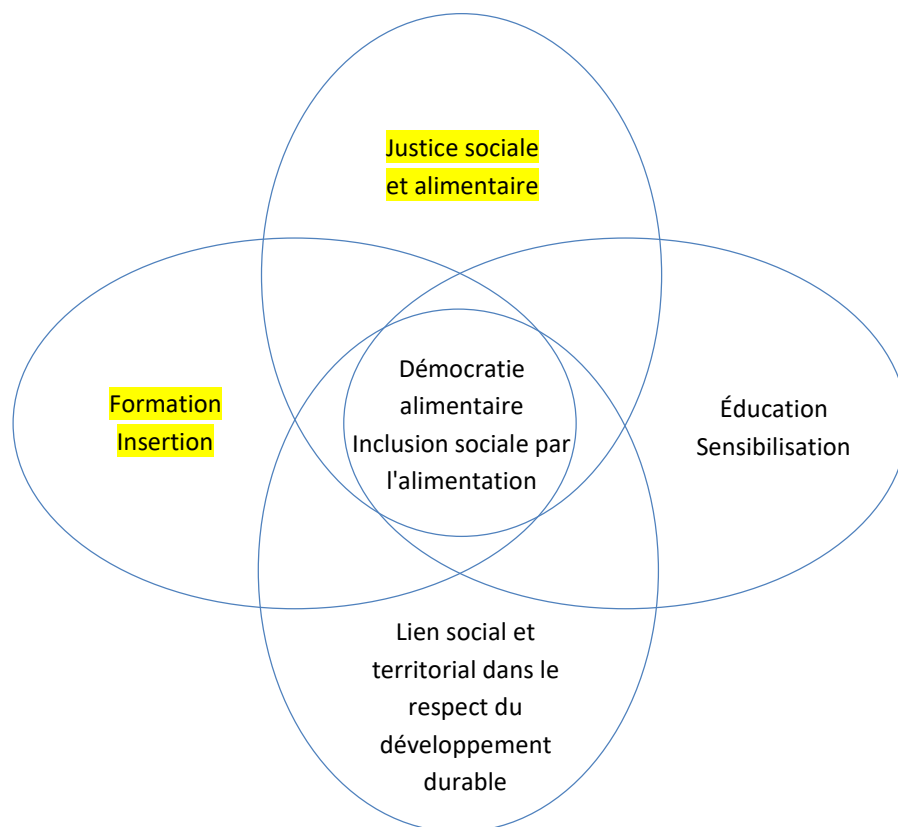 Justice sociale
et alimentaire
Formation
Insertion
Démocratie
alimentaire
Inclusion sociale par
l'alimentation
Éducation
Sensibilisation
Lien social et
territorial dans le
respect du
développement
durable